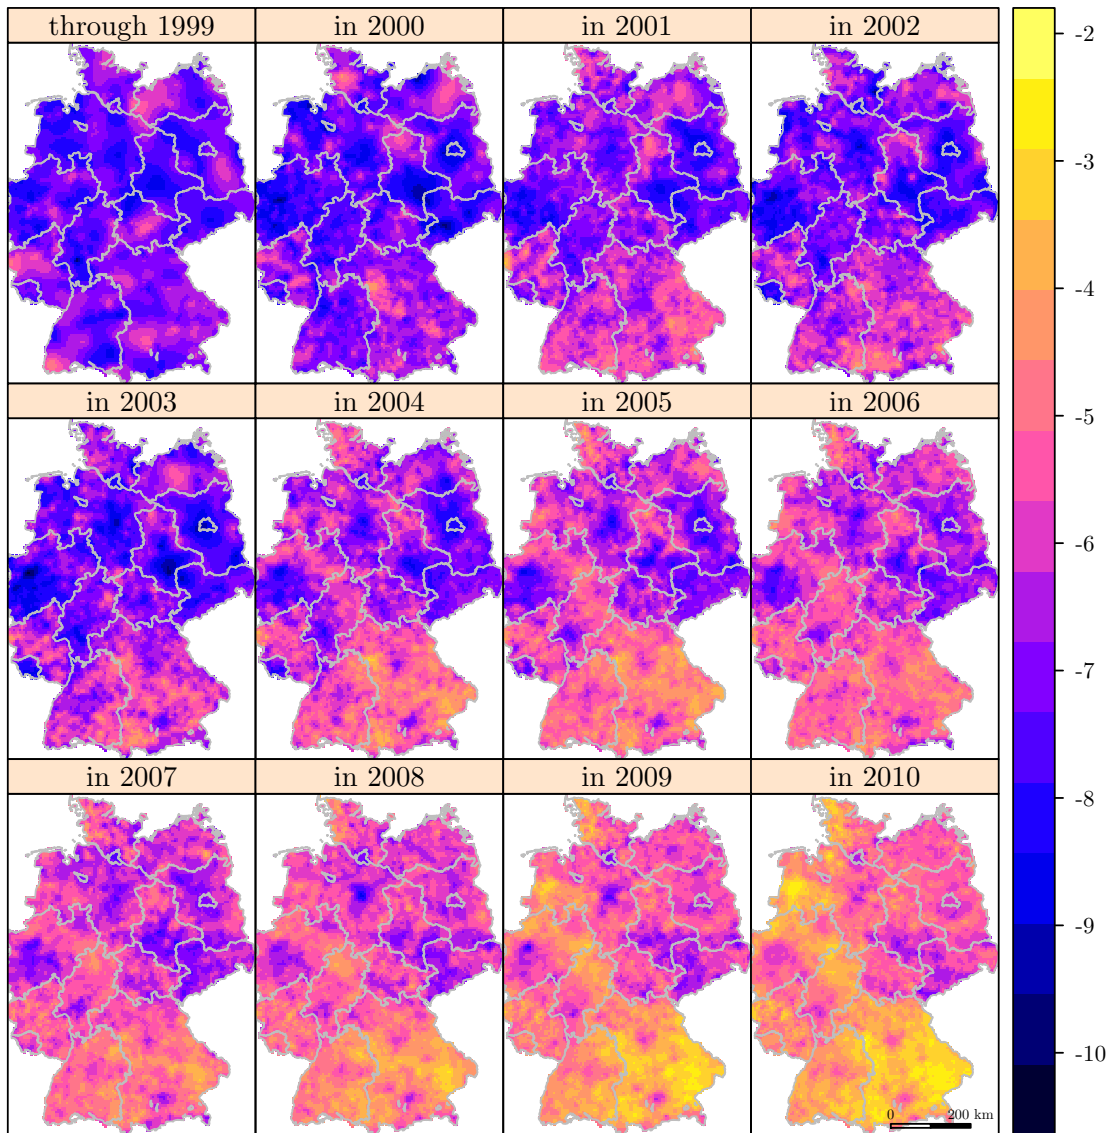 through 1999
in 2000
in 2001
in 2002
in 2003
in 2004
in 2005
in 2006
in 2007
in 2008
in 2009
in 2010
0 200 km
-2
-3
-4
-5
-6
-7
-8
-9
-10